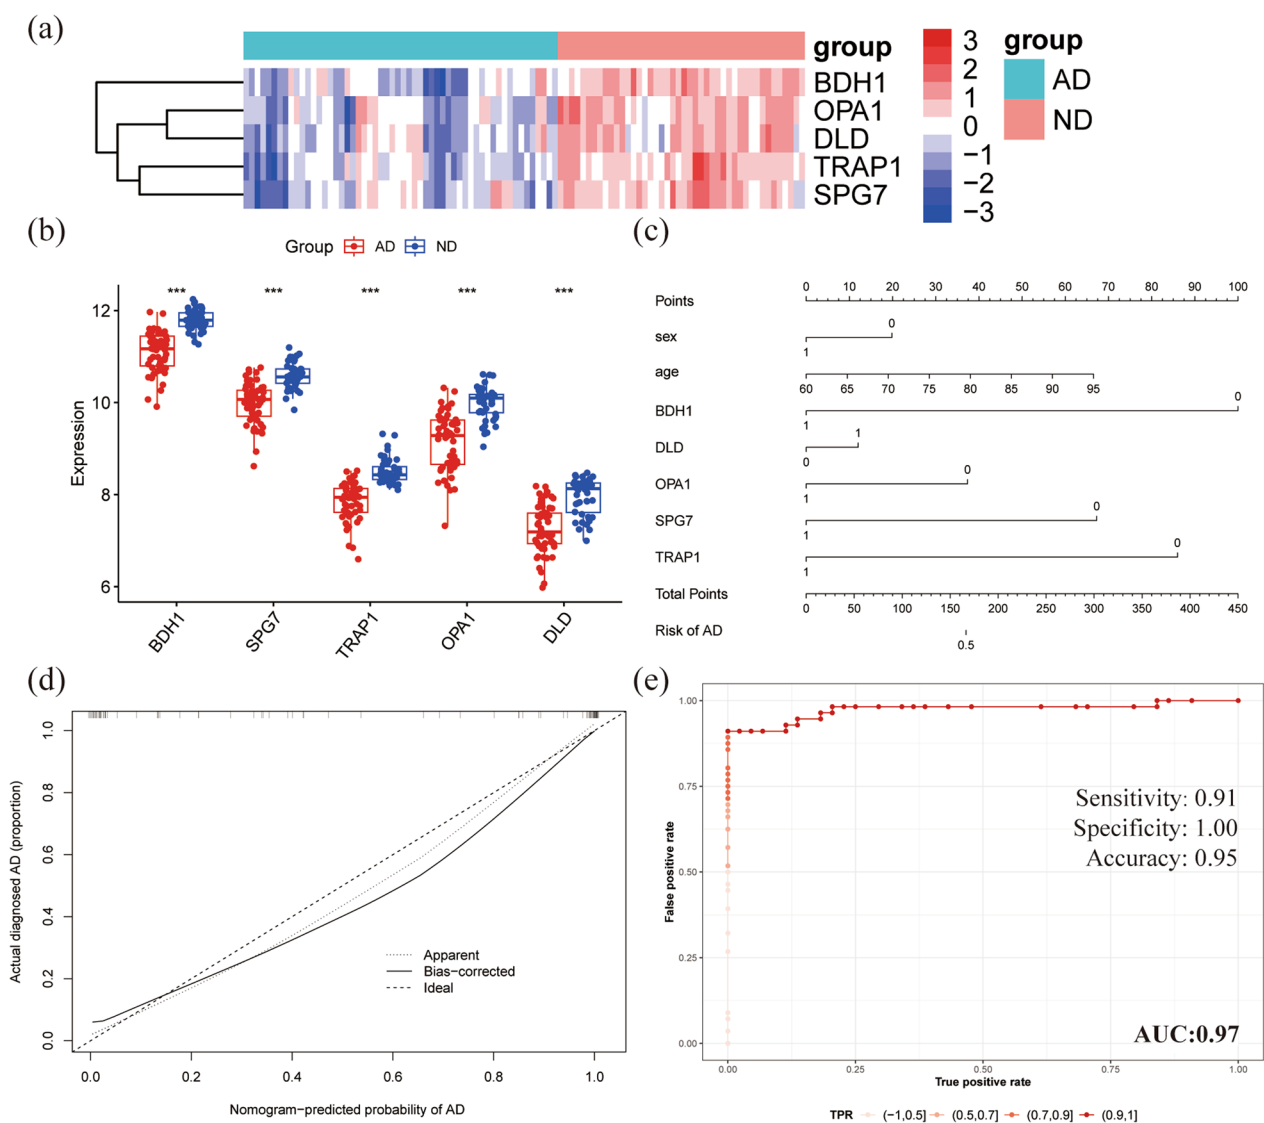 (a)
group
BDH1
OPA1
DLD
TRAP1
SPG7
3
2
1
0
−1
−2
−3
group
AD
ND
(b)
Group AD ND
Expression
12
10
8
6
*** *** *** *** ***
BDH1 SPG7 TRAP1 OPA1 DLD
(c)
Points
0 10 20 30 40 50 60 70 80 90 100
sex
0
1
age
60 65 70 75 80 85 90 95
BDH1
0
1
DLD
1
0
OPA1
0
1
SPG7
0
1
TRAP1
0
1
Total Points
0 50 100 150 200 250 300 350 400 450
Risk of AD
0.5
(d)
Actual diagnosed AD (proportion)
1.0
0.8
0.6
0.4
0.2
0.0
Apparent
Bias−corrected
Ideal
0.0 0.2 0.4 0.6 0.8 1.0
Nomogram−predicted probability of AD
(e)
False positive rate
1.00
0.75
0.50
0.25
0.00
Sensitivity: 0.91
Specificity: 1.00
Accuracy: 0.95
AUC:0.97
0.00 0.25 0.50 0.75 1.00
True positive rate
TPR (−1,0.5] (0.5,0.7] (0.7,0.9] (0.9,1]